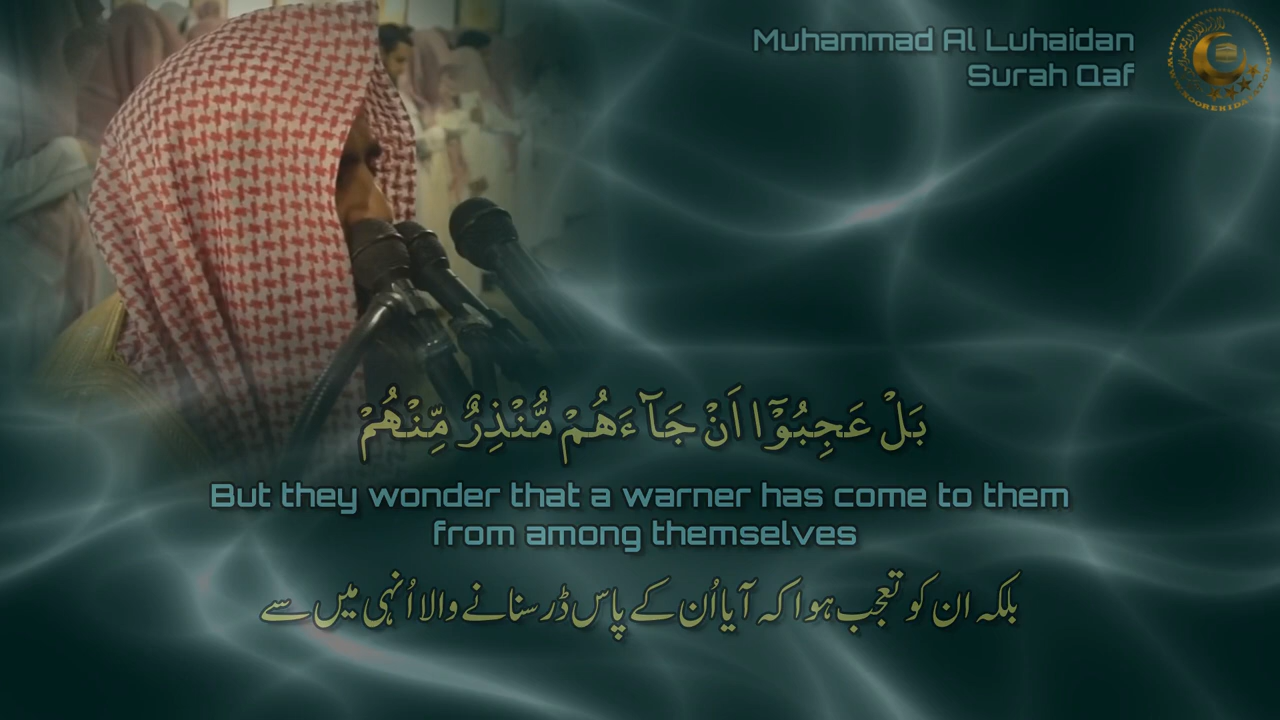 Muhammad Al Luhaidan
Surah Qaf
بَلْ عَجِبُوْۤا اَنْ جَآءَهُمْ مُّنْذِرٌ مِّنْهُمْ
But they wonder that a warner has come to them
from among themselves
بلکہ ان کو تعجب ہوا کہ آیا اُن کے پاس ڈر سنانے والا اُنہی میں سے